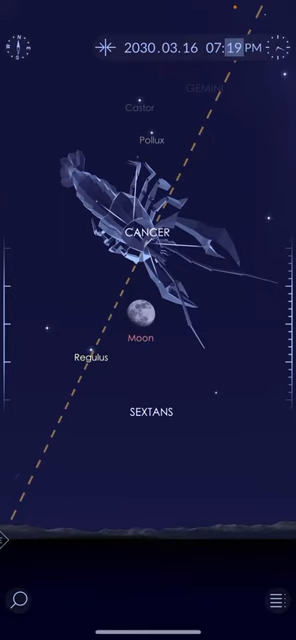 N
S
2030.03.16 07:19 PM
GEMINI
Castor
Pollux
CANCER
Moon
Regulus
SEXTANS
E